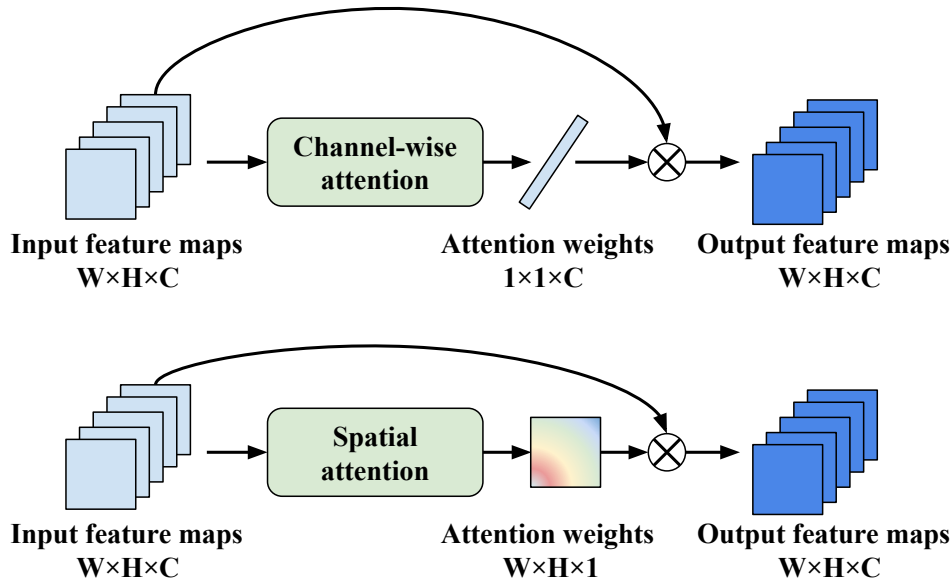 Channel-wise
attention
Input feature maps
W×H×C
Attention weights
1×1×C
Output feature maps
W×H×C
Spatial
attention
Input feature maps
W×H×C
Attention weights
W×H×1
Output feature maps
W×H×C